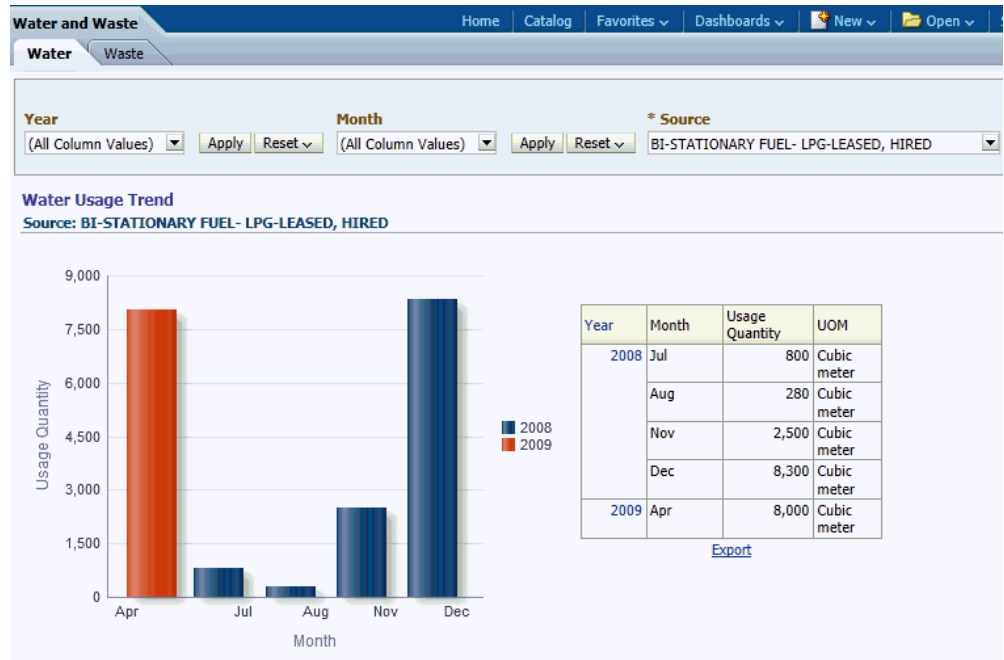 Water and Waste
Home Catalog Favorites Dashboards New Open
Water Waste
Year Month * Source
(All Column Values) Apply Reset (All Column Values) Apply Reset BI-STATIONARY FUEL- LPG-LEASED, HIRED
Water Usage Trend
Source: BI-STATIONARY FUEL- LPG-LEASED, HIRED
9,000
7,500
6,000
4,500
3,000
1,500
0
Usage Quantity
Apr Jul Aug Nov Dec
Month
2008
2009
Year Month Usage Quantity UOM
2008 Jul 800 Cubic meter
Aug 280 Cubic meter
Nov 2,500 Cubic meter
Dec 8,300 Cubic meter
2009 Apr 8,000 Cubic meter
Export